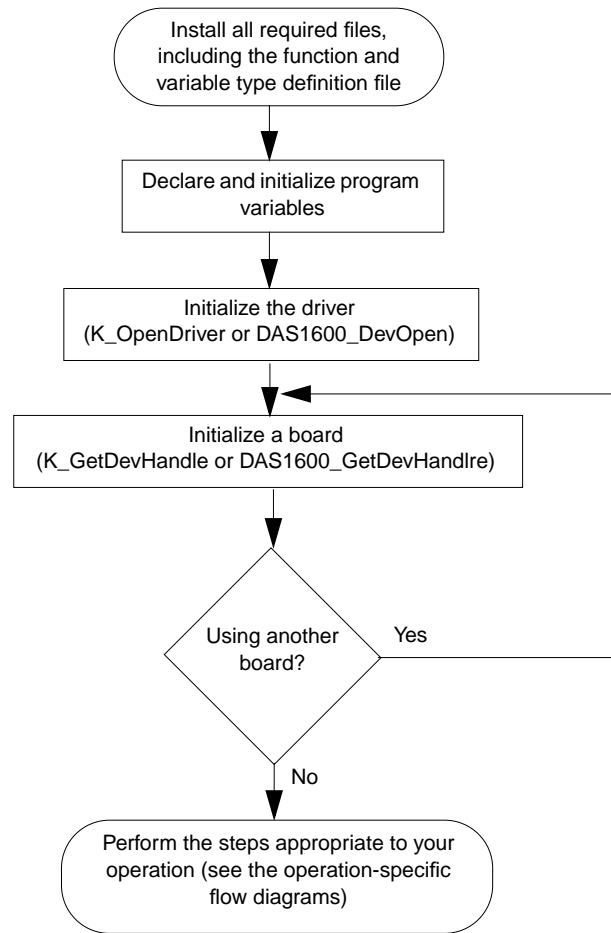 Install all required files,
including the function and
variable type definition file
Declare and initialize program
variables
Initialize the driver
(K_OpenDriver or DAS1600_DevOpen)
Initialize a board
(K_GetDevHandle or DAS1600_GetDevHandlre)
Using another
board?
Yes
No
Perform the steps appropriate to your
operation (see the operation-specific
flow diagrams)